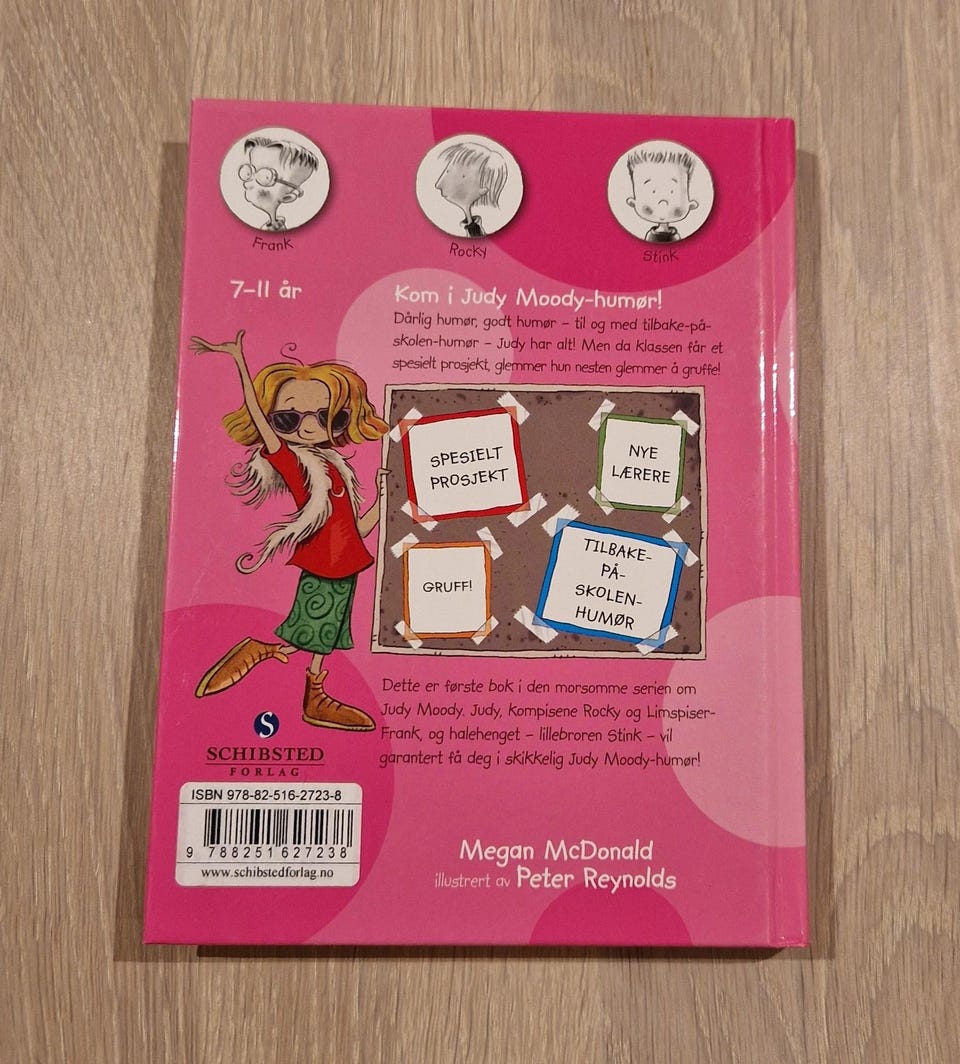 Frank
Rocky
Stink
7–11 år
Kom i Judy Moody-humør!
Dårlig humør, godt humør – til og med tilbake-på-
skolen-humør – Judy har alt! Men da klassen får et
spesielt prosjekt, glemmer hun nesten glemmer å gruffe!
SPESIELT
PROSJEKT
NYE
LÆRERE
GRUFF!
TILBAKE-
PÅ-
SKOLEN-
HUMØR
Dette er første bok i den morsomme serien om
Judy Moody. Judy, kompisene Rocky og Limspiser-
Frank, og halehenget – lillebroren Stink – vil
garantert få deg i skikkelig Judy Moody-humør!
S
SCHIBSTED
FORLAG
ISBN 978-82-516-2723-8
9 788251 627238
www.schibstedforlag.no
Megan McDonald
illustrert av Peter Reynolds